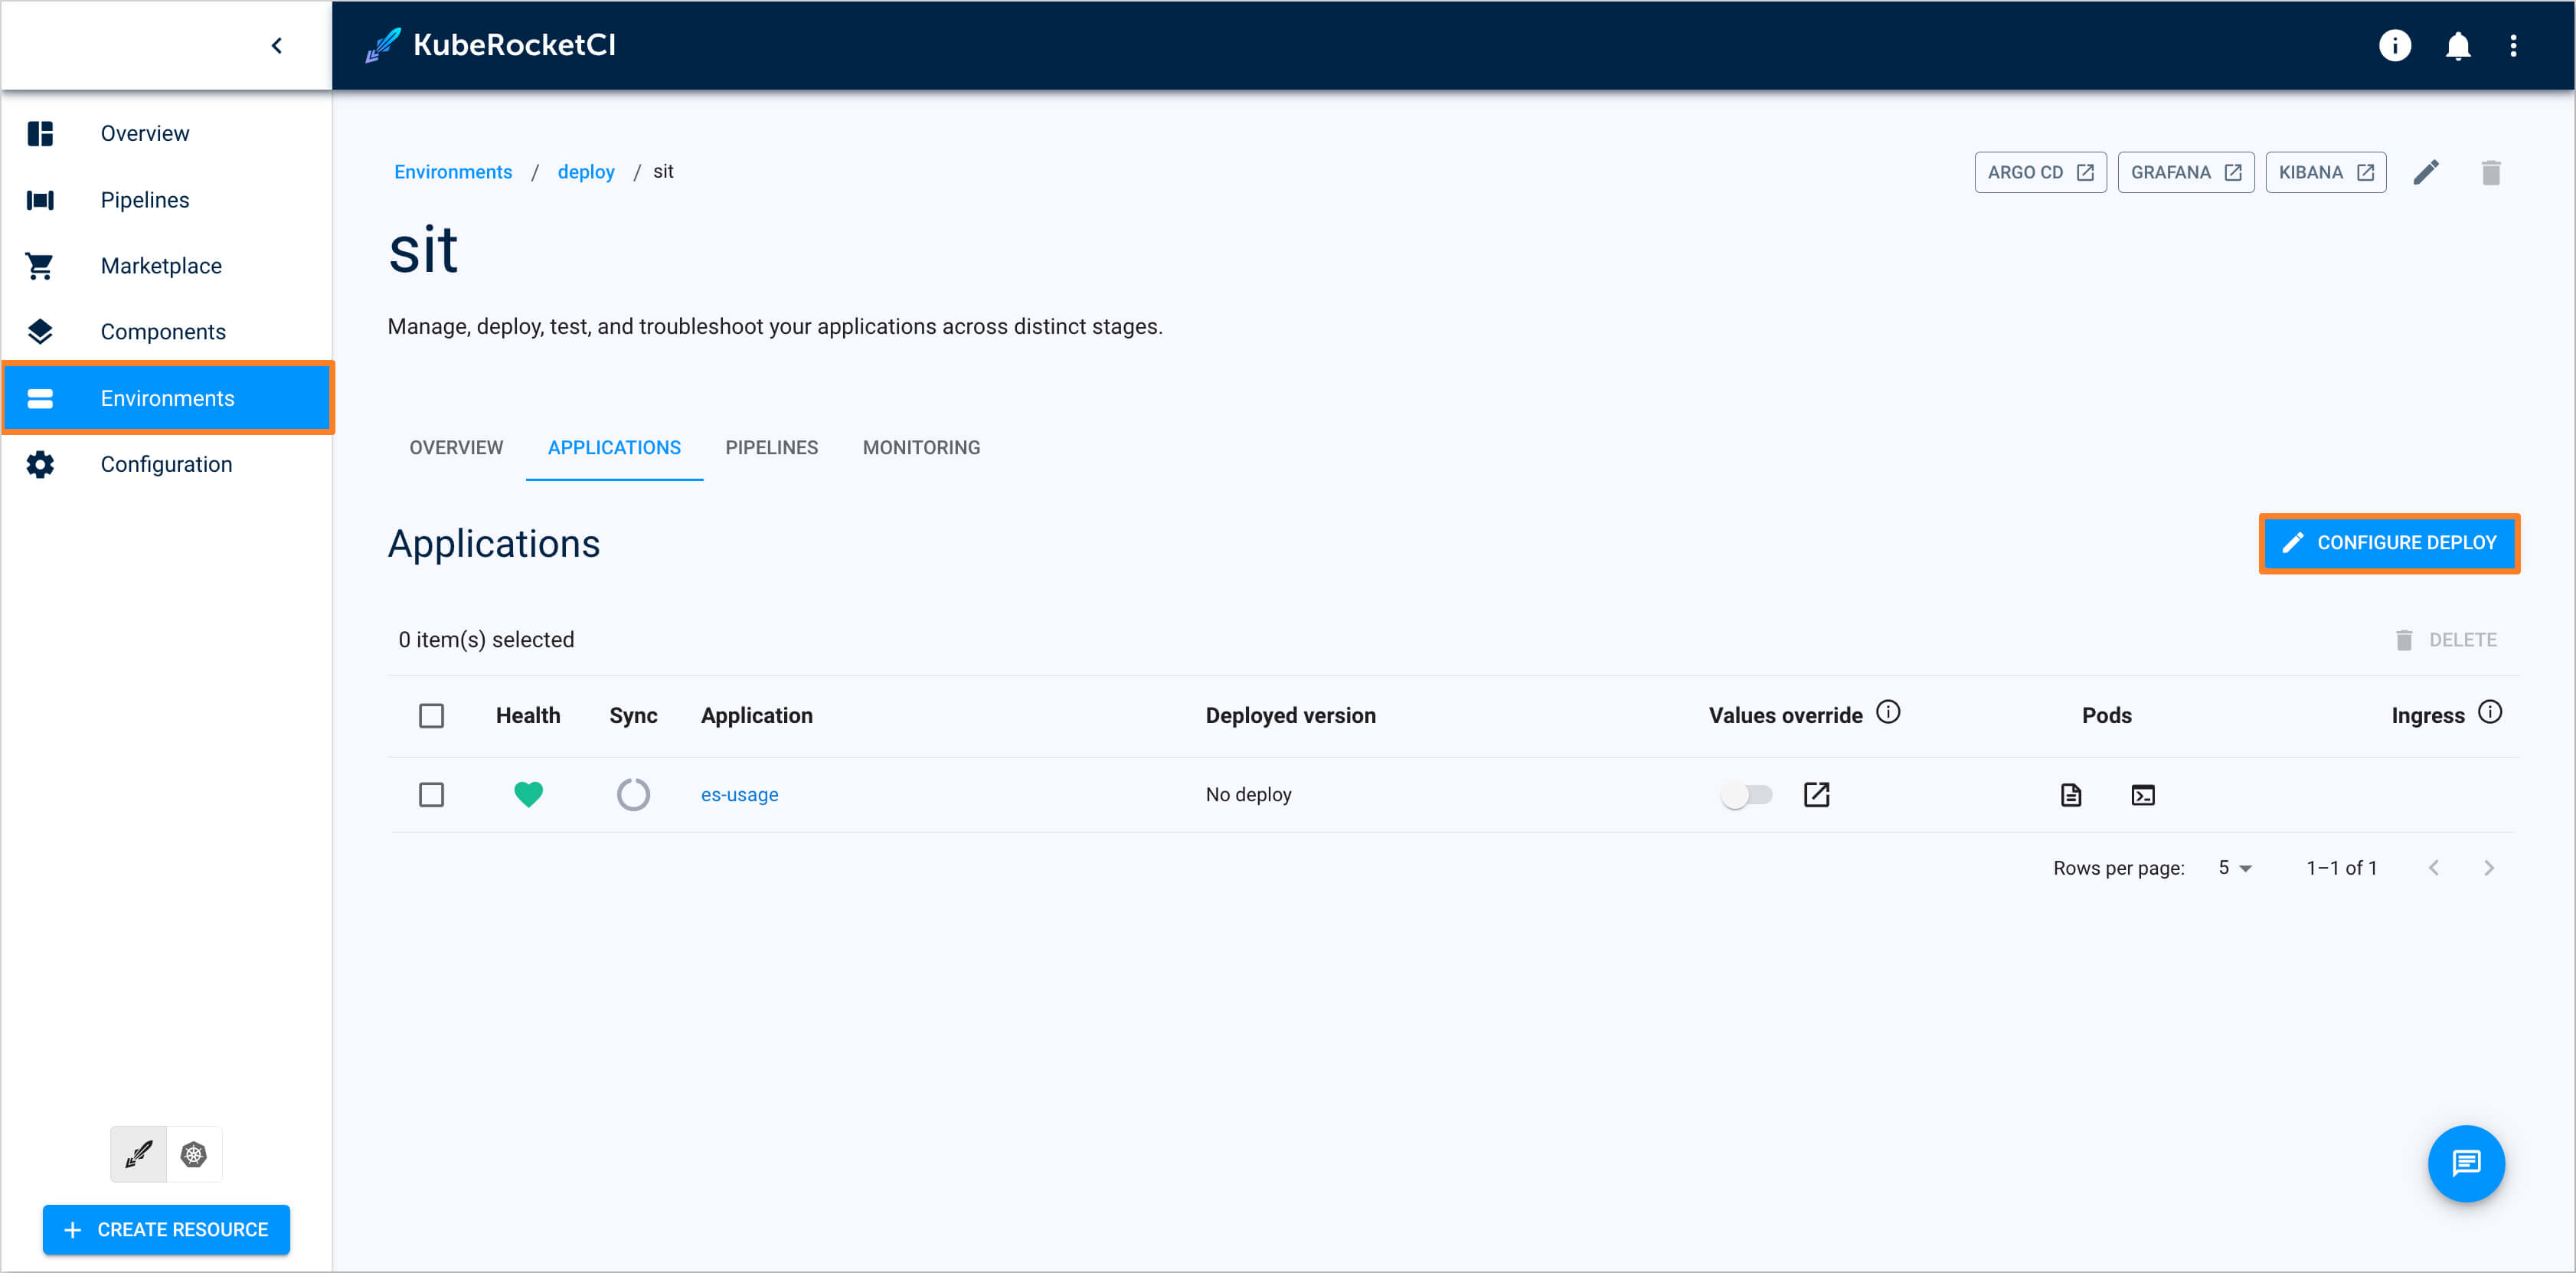 KubeRocketCI
Overview
Pipelines
Marketplace
Components
Environments
Configuration
CREATE RESOURCE
Environments / deploy / sit
ARGO CD
GRAFANA
KIBANA
sit
Manage, deploy, test, and troubleshoot your applications across distinct stages.
OVERVIEW APPLICATIONS PIPELINES MONITORING
Applications
CONFIGURE DEPLOY
0 item(s) selected
DELETE
Health Sync Application Deployed version Values override Pods Ingress
es-usage No deploy
Rows per page: 5 1–1 of 1